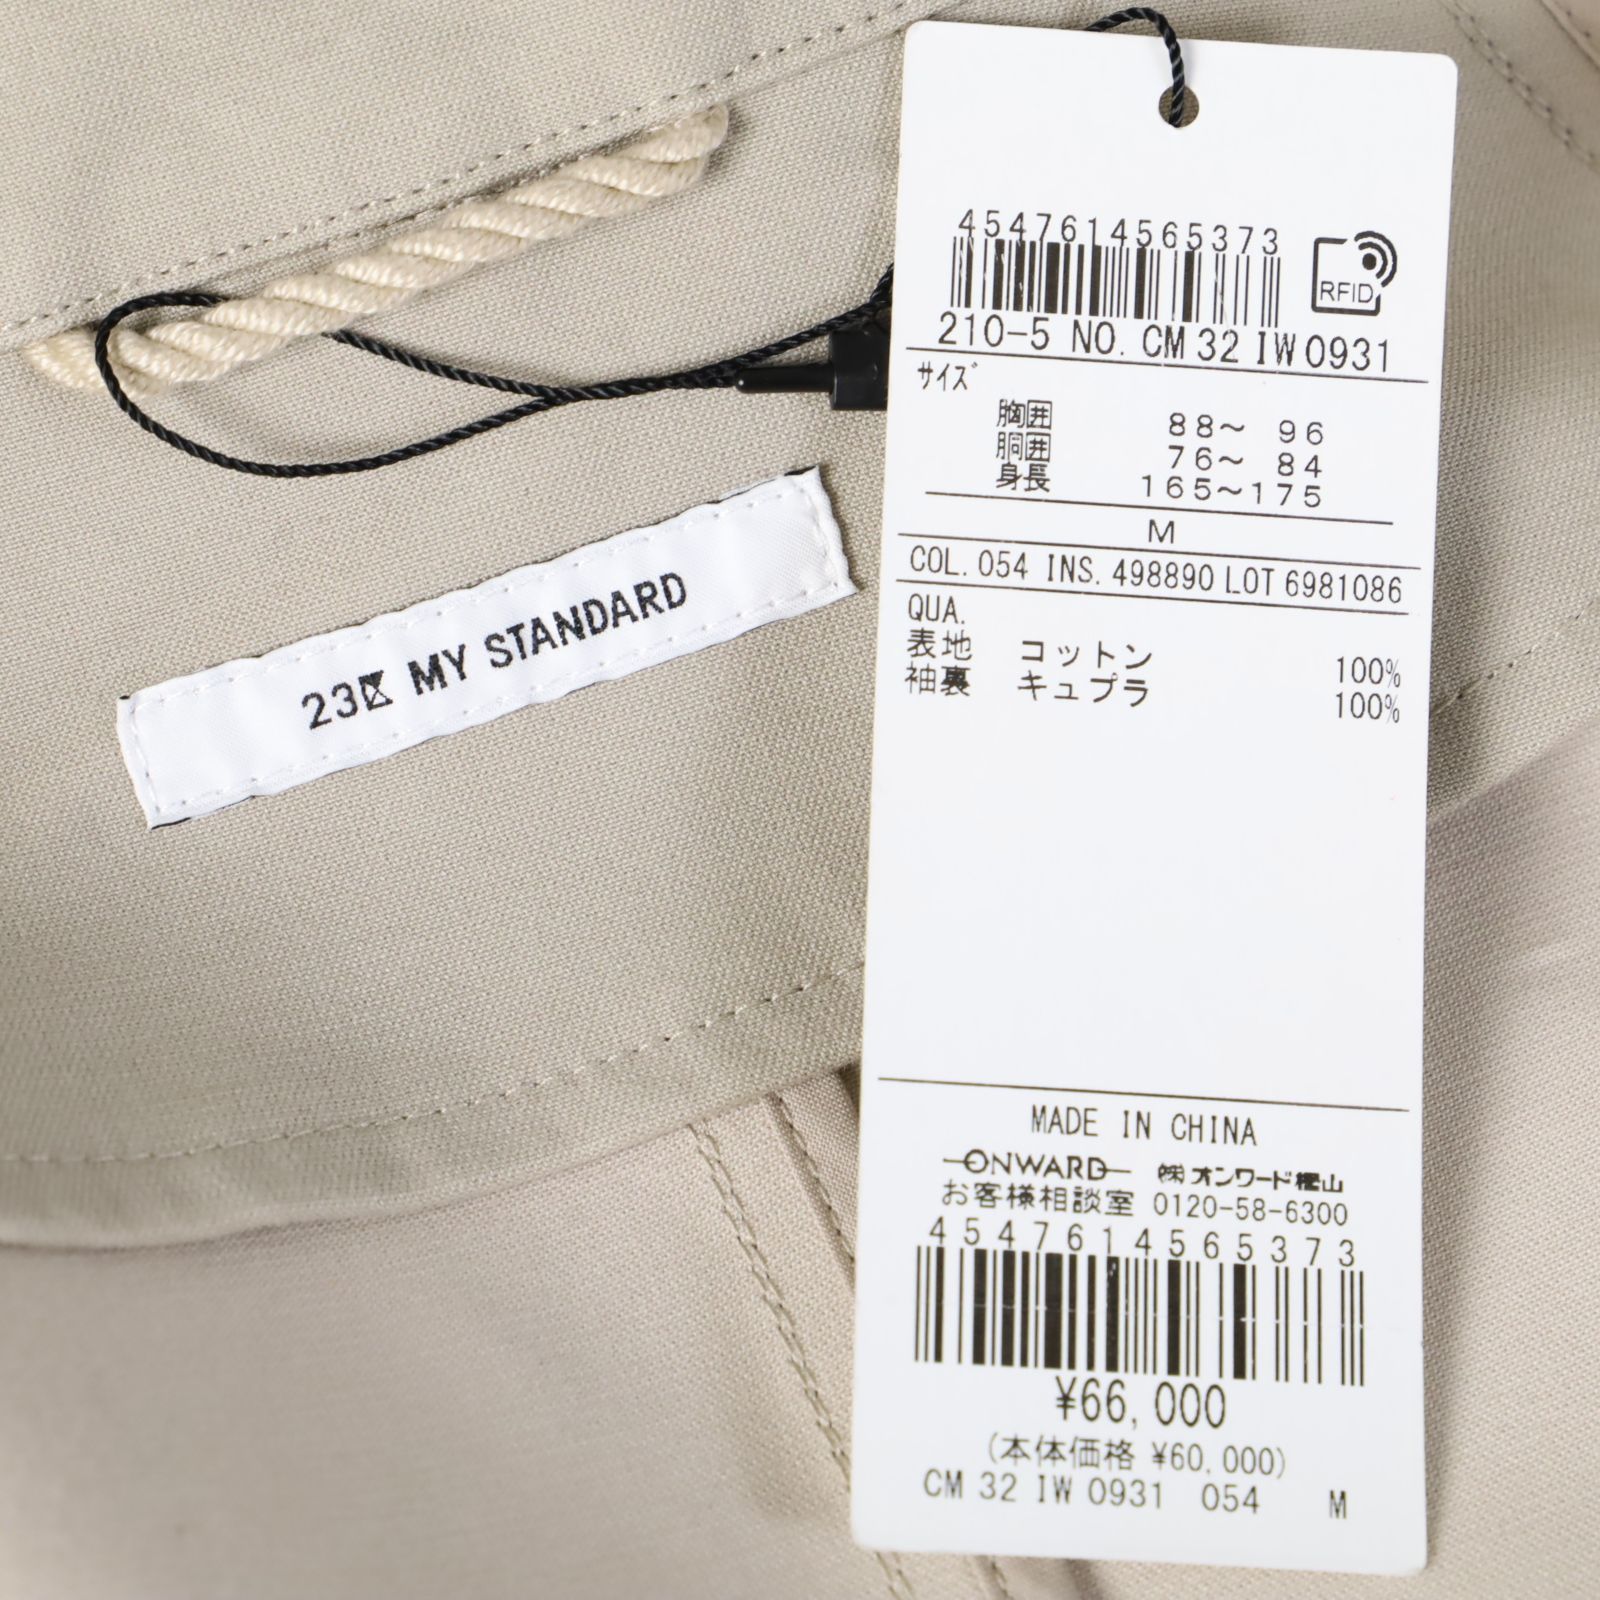 23区 MY STANDARD
4547614565373
RFID
210-5 NO. CM 32 IW 0931
サイズ
胸囲 88～ 96
胴囲 76～ 84
身長 165～175
M
COL. 054 INS. 498890 LOT 6981086
QUA.
表地 コットン 100%
袖裏 キュプラ 100%
MADE IN CHINA
ONWARD ㈱オンワード樫山
お客様相談室 0120-58-6300
4547614565373
¥66,000
(本体価格 ¥60,000)
CM 32 IW 0931 054 M